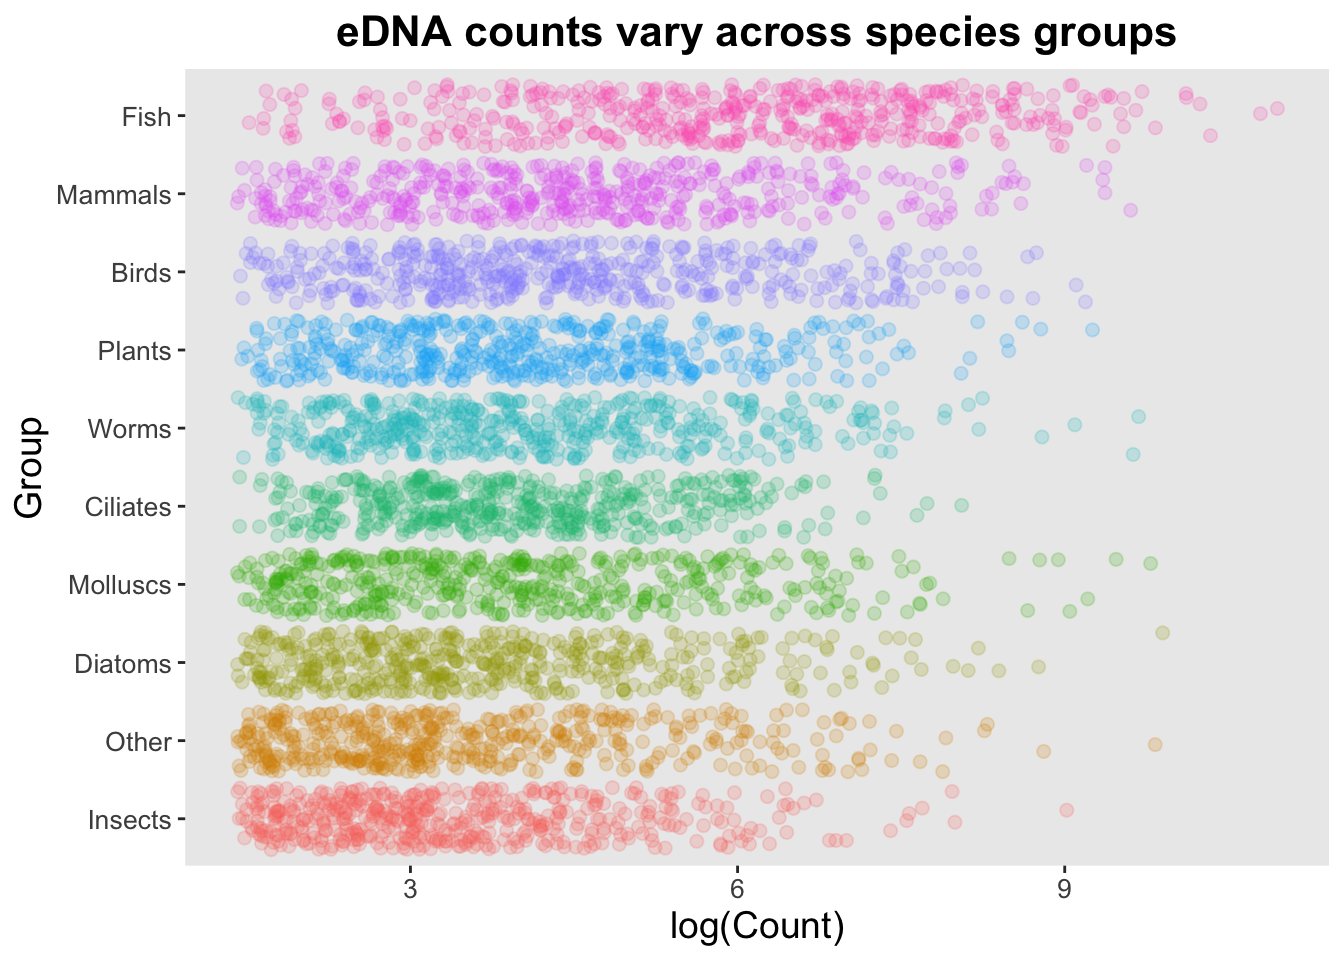 eDNA counts vary across species groups
Group
Fish
Mammals
Birds
Plants
Worms
Ciliates
Molluscs
Diatoms
Other
Insects
3 6 9
log(Count)